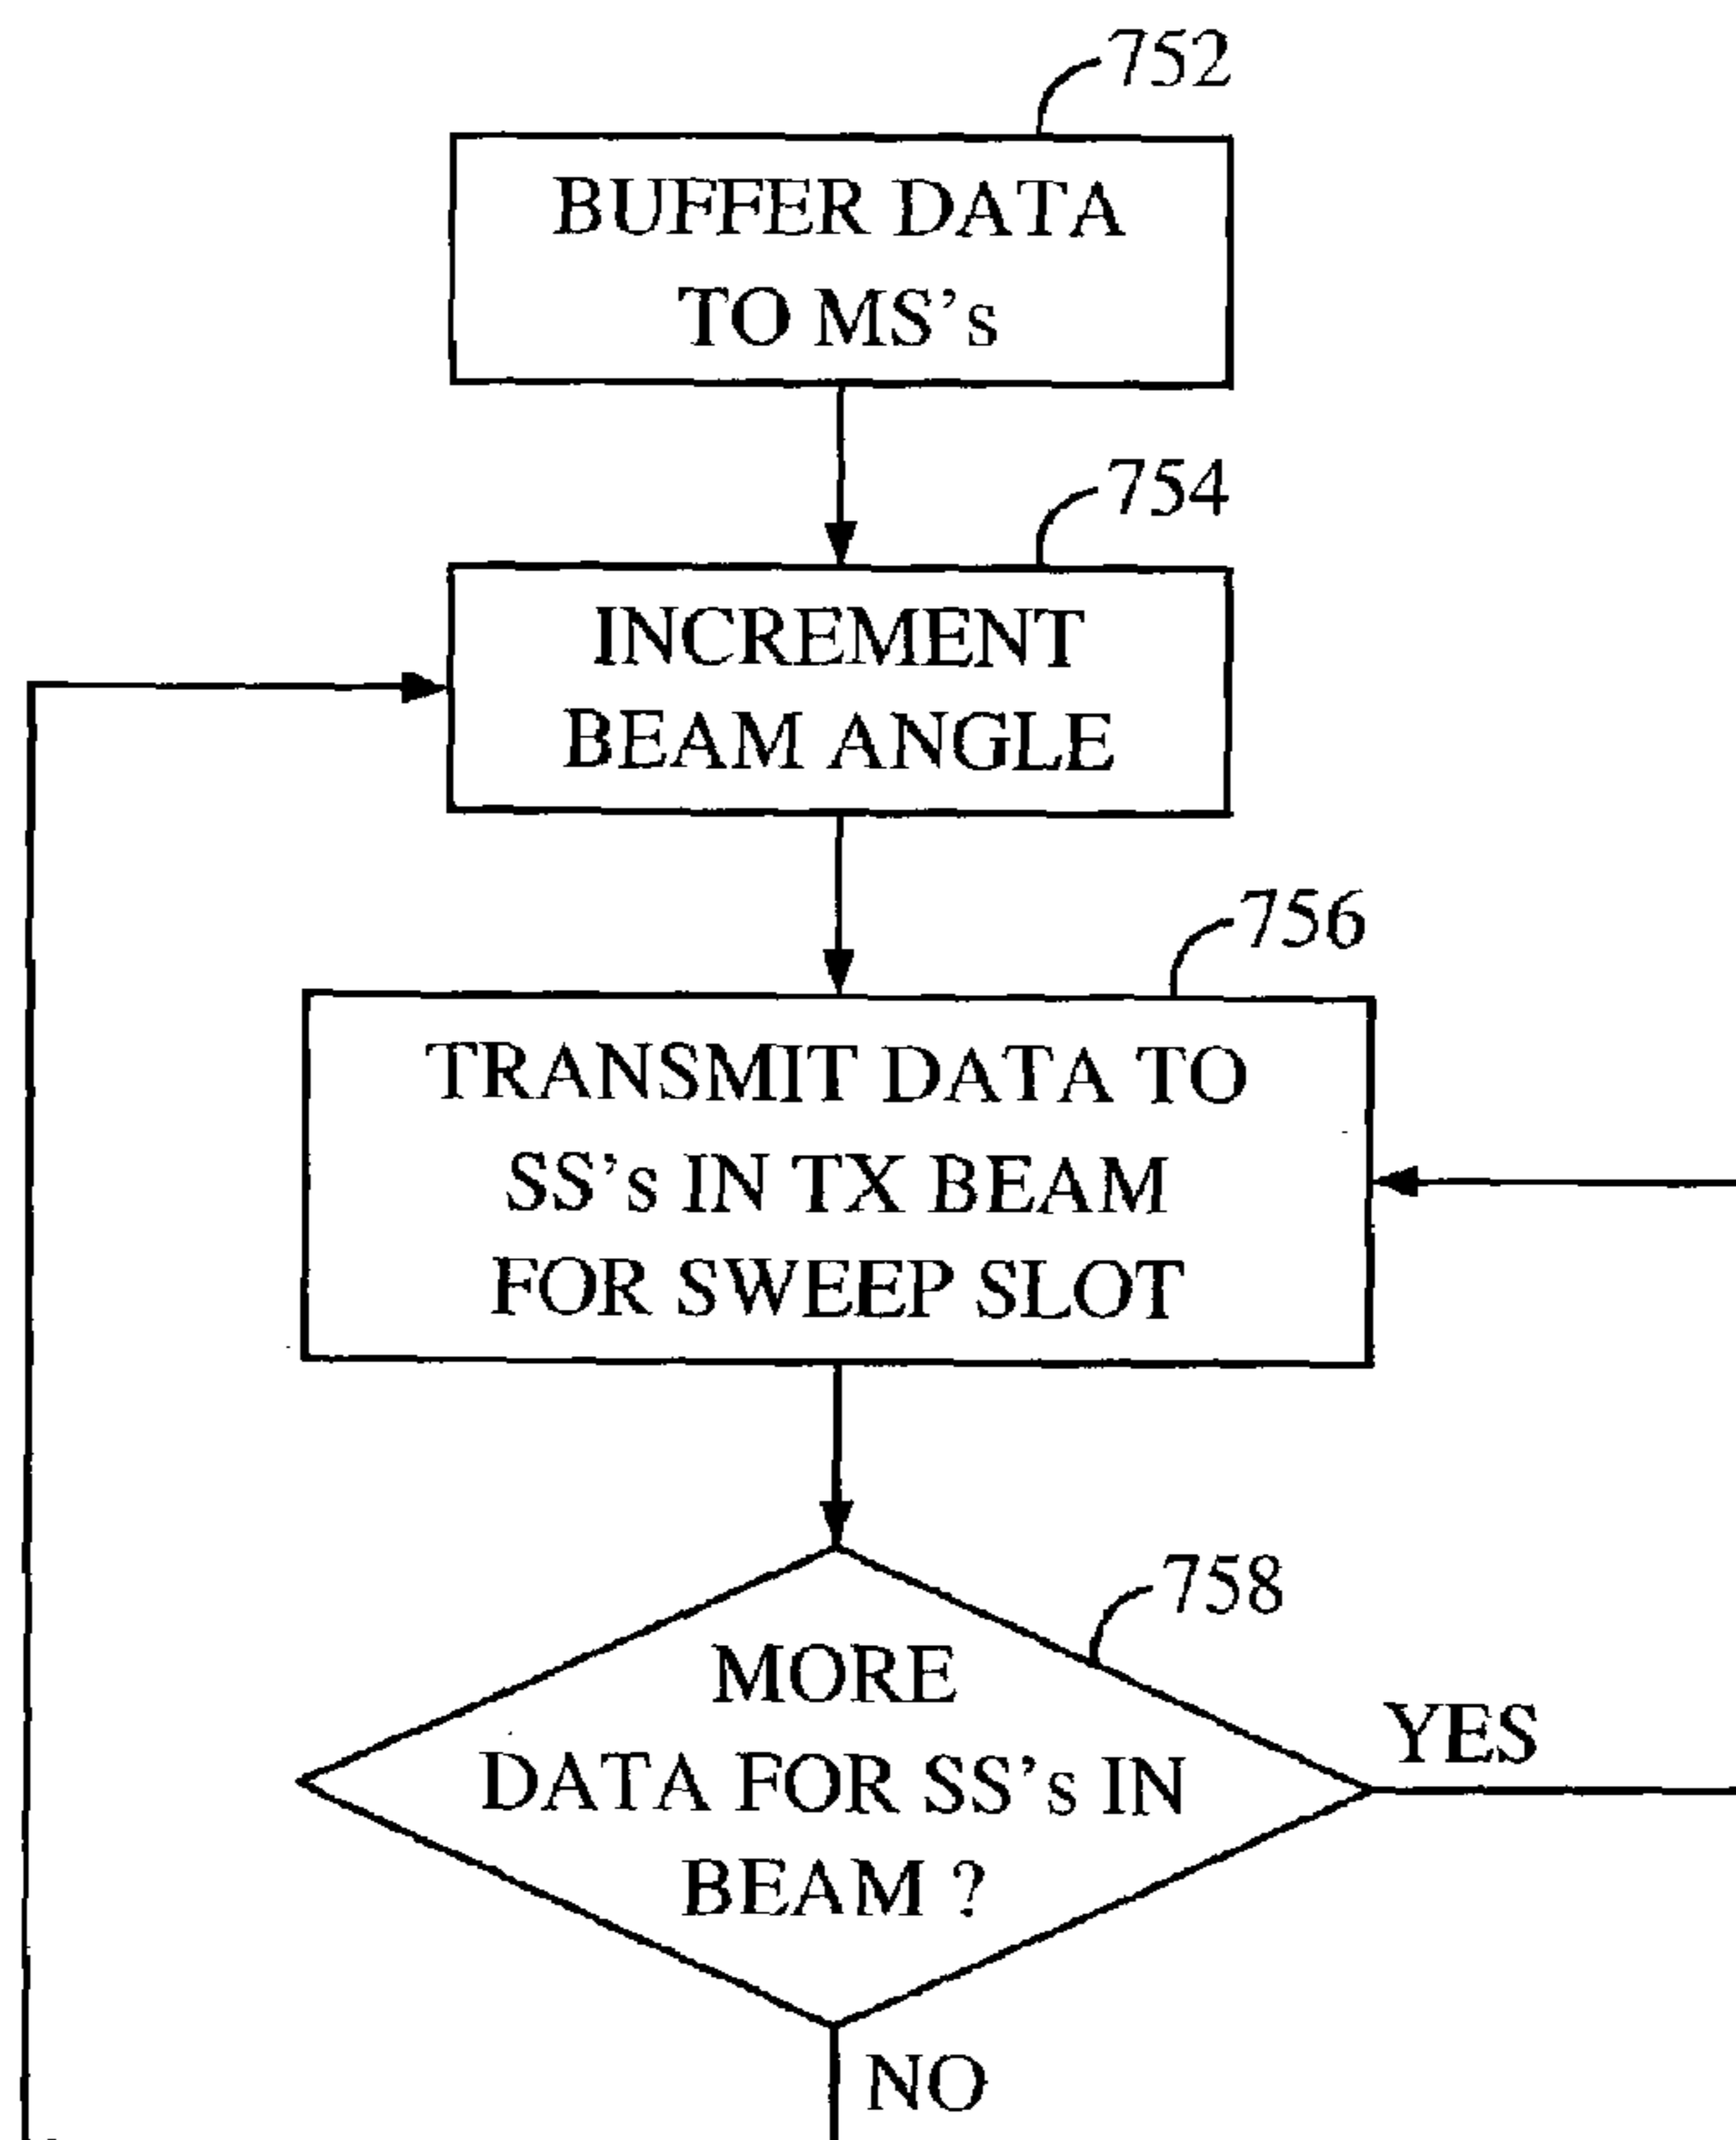 752
BUFFER DATA
TO MS's
754
INCREMENT
BEAM ANGLE
756
TRANSMIT DATA TO
SS's IN TX BEAM
FOR SWEEP SLOT
758
MORE
DATA FOR SS's IN
BEAM ?
YES
NO